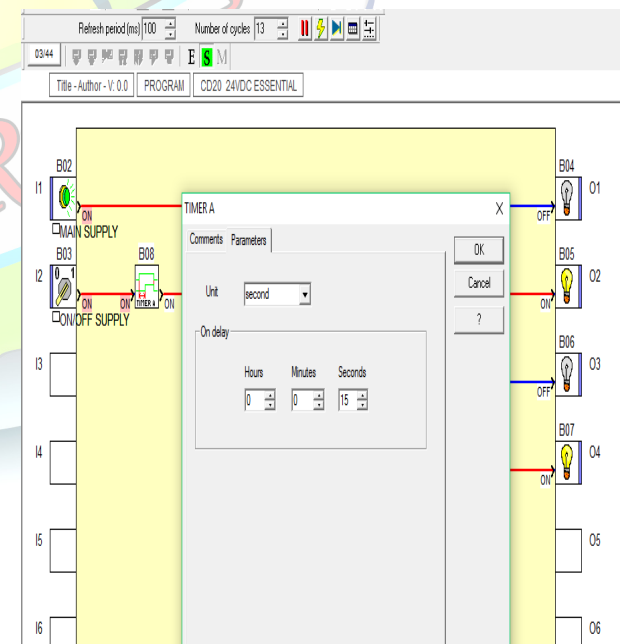 Refresh period (ms) 100 Number of cycles 13
03/44 E S M
Title - Author - V: 0.0 PROGRAM CD20 24VDC ESSENTIAL
B02 B04
I1 ON OFF O1
MAIN SUPPLY
TIMER A X
Comments Parameters
OK
B03 B08 B05
I2 0 1 ON ON TIMER A ON ON O2
ON/OFF SUPPLY
Unit second
Cancel
?
On delay
B06
I3 OFF O3
Hours Minutes Seconds
0 0 15
B07
I4 ON O4
I5 O5
I6 O6